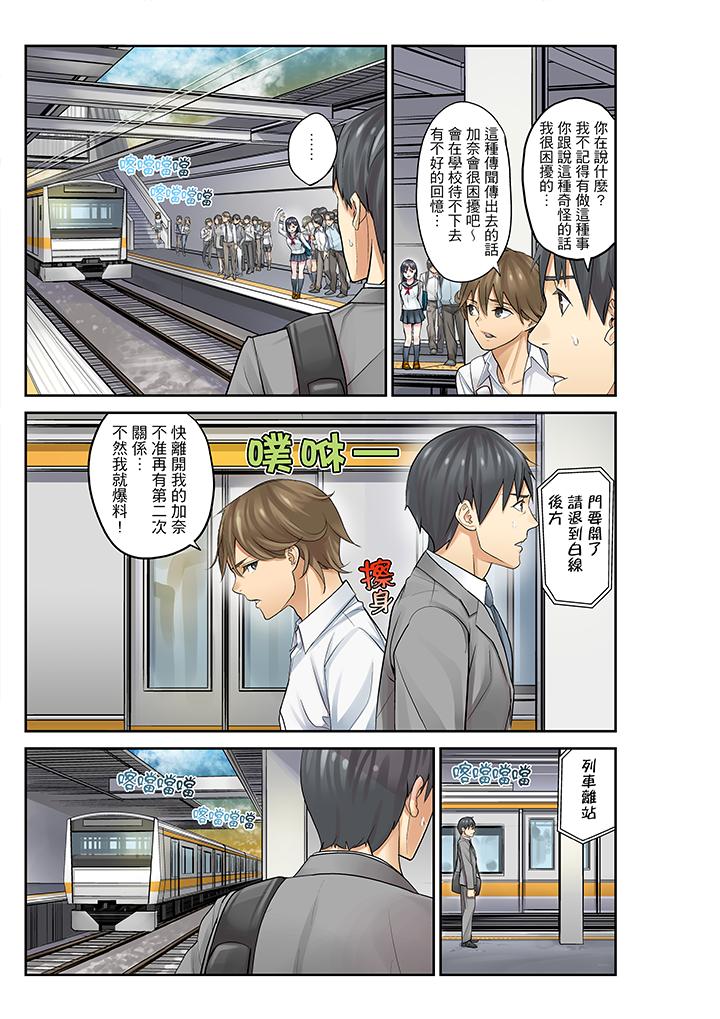 你在說什麼?
我不記得有做這種事
你跟說這種奇怪的話
我很困擾的…
這種傳聞傳出去的話
加奈會很困擾吧～
會在學校待不下去
有不好的回憶…
……
喀噹噹噹
喀噹噹噹
門要開了
請退到白線
後方
噗咻—
擦身
快離開我的加奈
不准再有第二次
關係…
不然我就爆料!
列車離站
喀噹噹噹
喀噹噹噹
喀噹噹噹